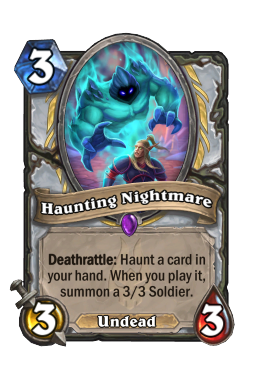 3
Haunting Nightmare
Deathrattle: Haunt a card in
your hand. When you play it,
summon a 3/3 Soldier.
3
Undead
3